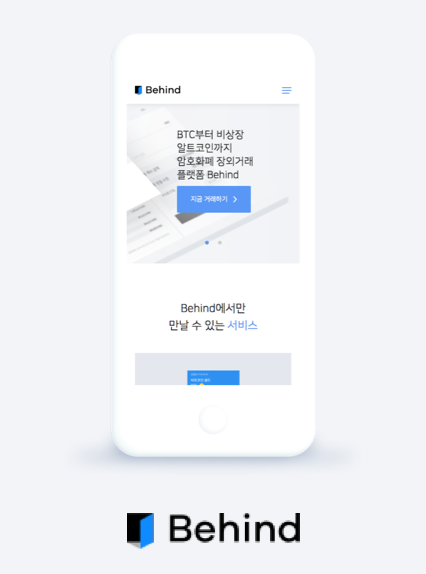 Behind
BTC부터 비상장
알트코인까지
암호화폐 장외거래
플랫폼 Behind
지금 거래하기
Behind에서만
만날 수 있는 서비스
Behind